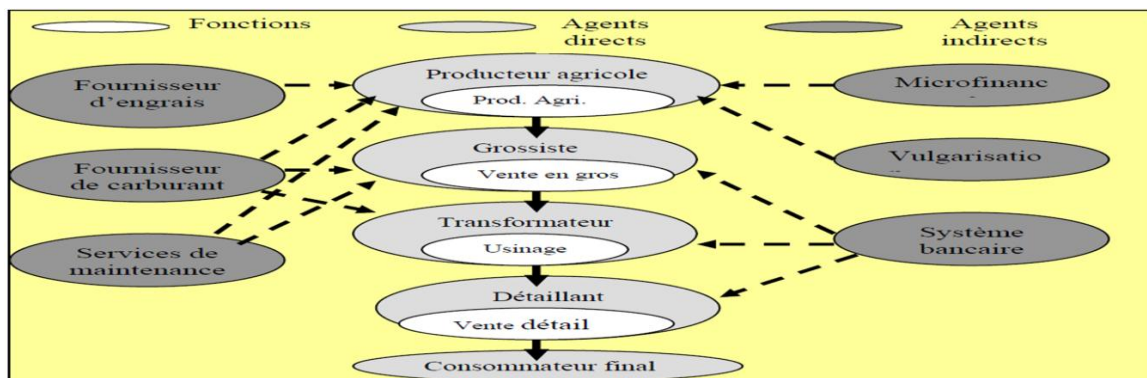 Fonctions
Agents
directs
Agents
indirects
Fournisseur
d'engrais
Producteur agricole
Prod. Agri.
Microfinanc
Fournisseur
de carburant
Grossiste
Vente en gros
Vulgarisatio
Services de
maintenance
Transformateur
Usinage
Système
bancaire
Détaillant
Vente détail
Consommateur final